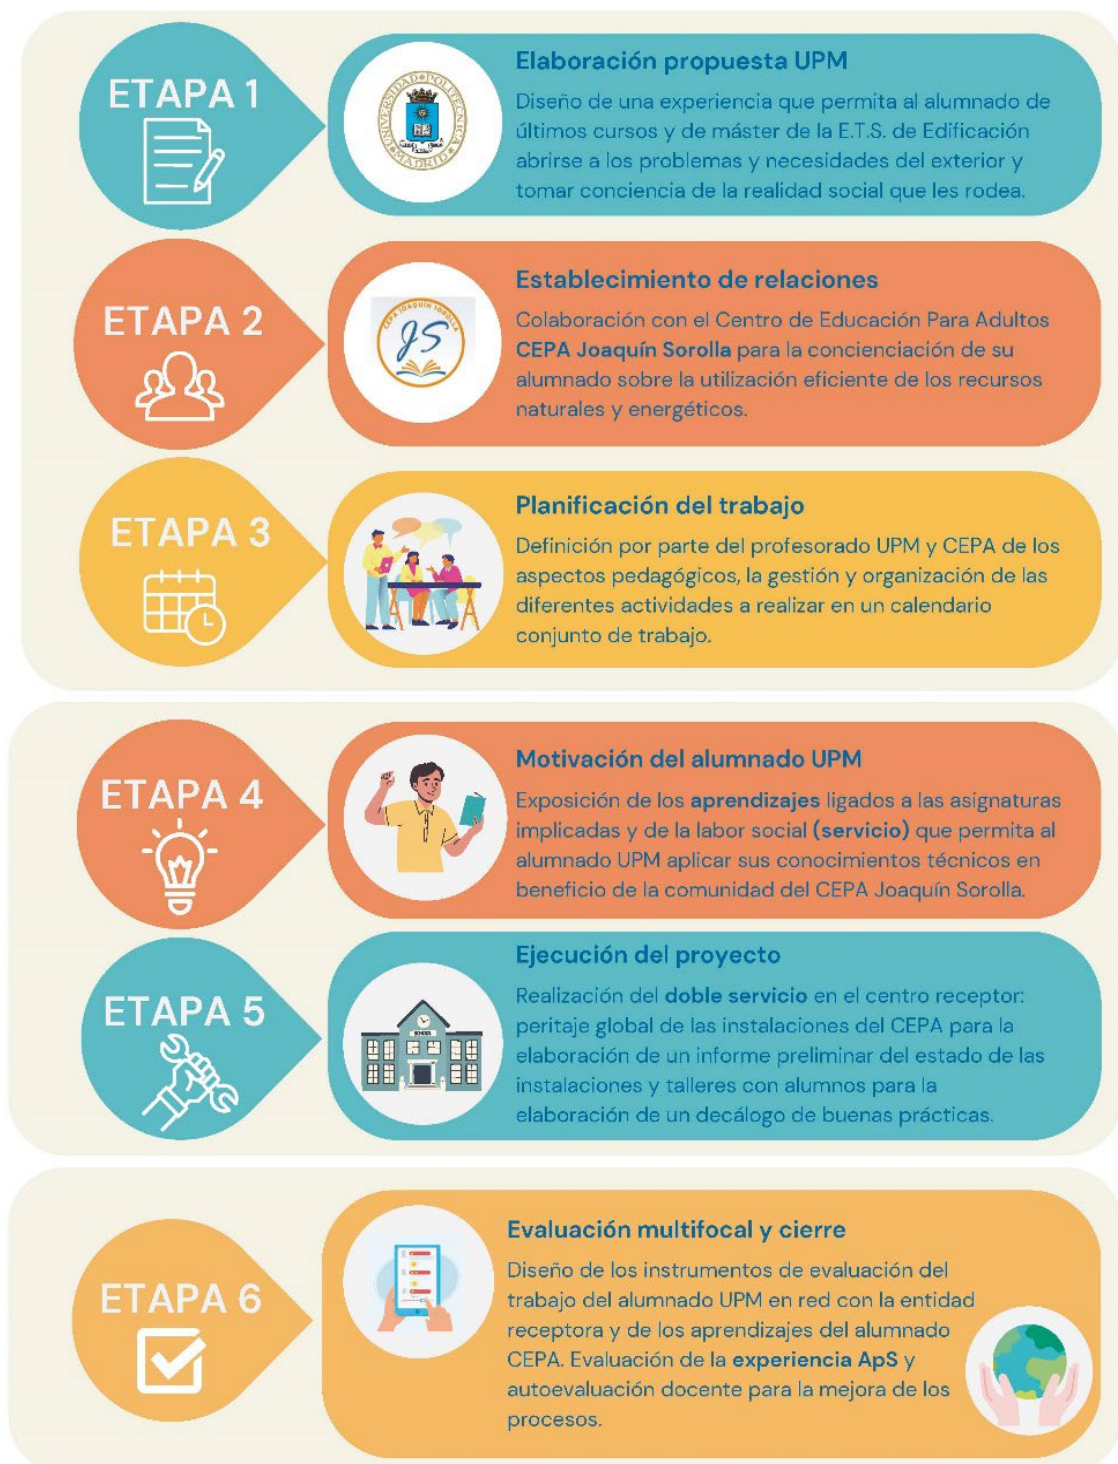 ETAPA 1
UNIVERSIDAD POLITÉCNICA
MADRID
Elaboración propuesta UPM
Diseño de una experiencia que permita al alumnado de
últimos cursos y de máster de la E.T.S. de Edificación
abrirse a los problemas y necesidades del exterior y
tomar conciencia de la realidad social que les rodea.
ETAPA 2
CEPA JOAQUÍN SOROLLA
JS
Establecimiento de relaciones
Colaboración con el Centro de Educación Para Adultos
CEPA Joaquín Sorolla para la concienciación de su
alumnado sobre la utilización eficiente de los recursos
naturales y energéticos.
ETAPA 3
Planificación del trabajo
Definición por parte del profesorado UPM y CEPA de los
aspectos pedagógicos, la gestión y organización de las
diferentes actividades a realizar en un calendario
conjunto de trabajo.
ETAPA 4
Motivación del alumnado UPM
Exposición de los aprendizajes ligados a las asignaturas
implicadas y de la labor social (servicio) que permita al
alumnado UPM aplicar sus conocimientos técnicos en
beneficio de la comunidad del CEPA Joaquín Sorolla.
ETAPA 5
SCHOOL
Ejecución del proyecto
Realización del doble servicio en el centro receptor:
peritaje global de las instalaciones del CEPA para la
elaboración de un informe preliminar del estado de las
instalaciones y talleres con alumnos para la
elaboración de un decálogo de buenas prácticas.
ETAPA 6
Evaluación multifocal y cierre
Diseño de los instrumentos de evaluación del
trabajo del alumnado UPM en red con la entidad
receptora y de los aprendizajes del alumnado
CEPA. Evaluación de la experiencia ApS y
autoevaluación docente para la mejora de los
procesos.